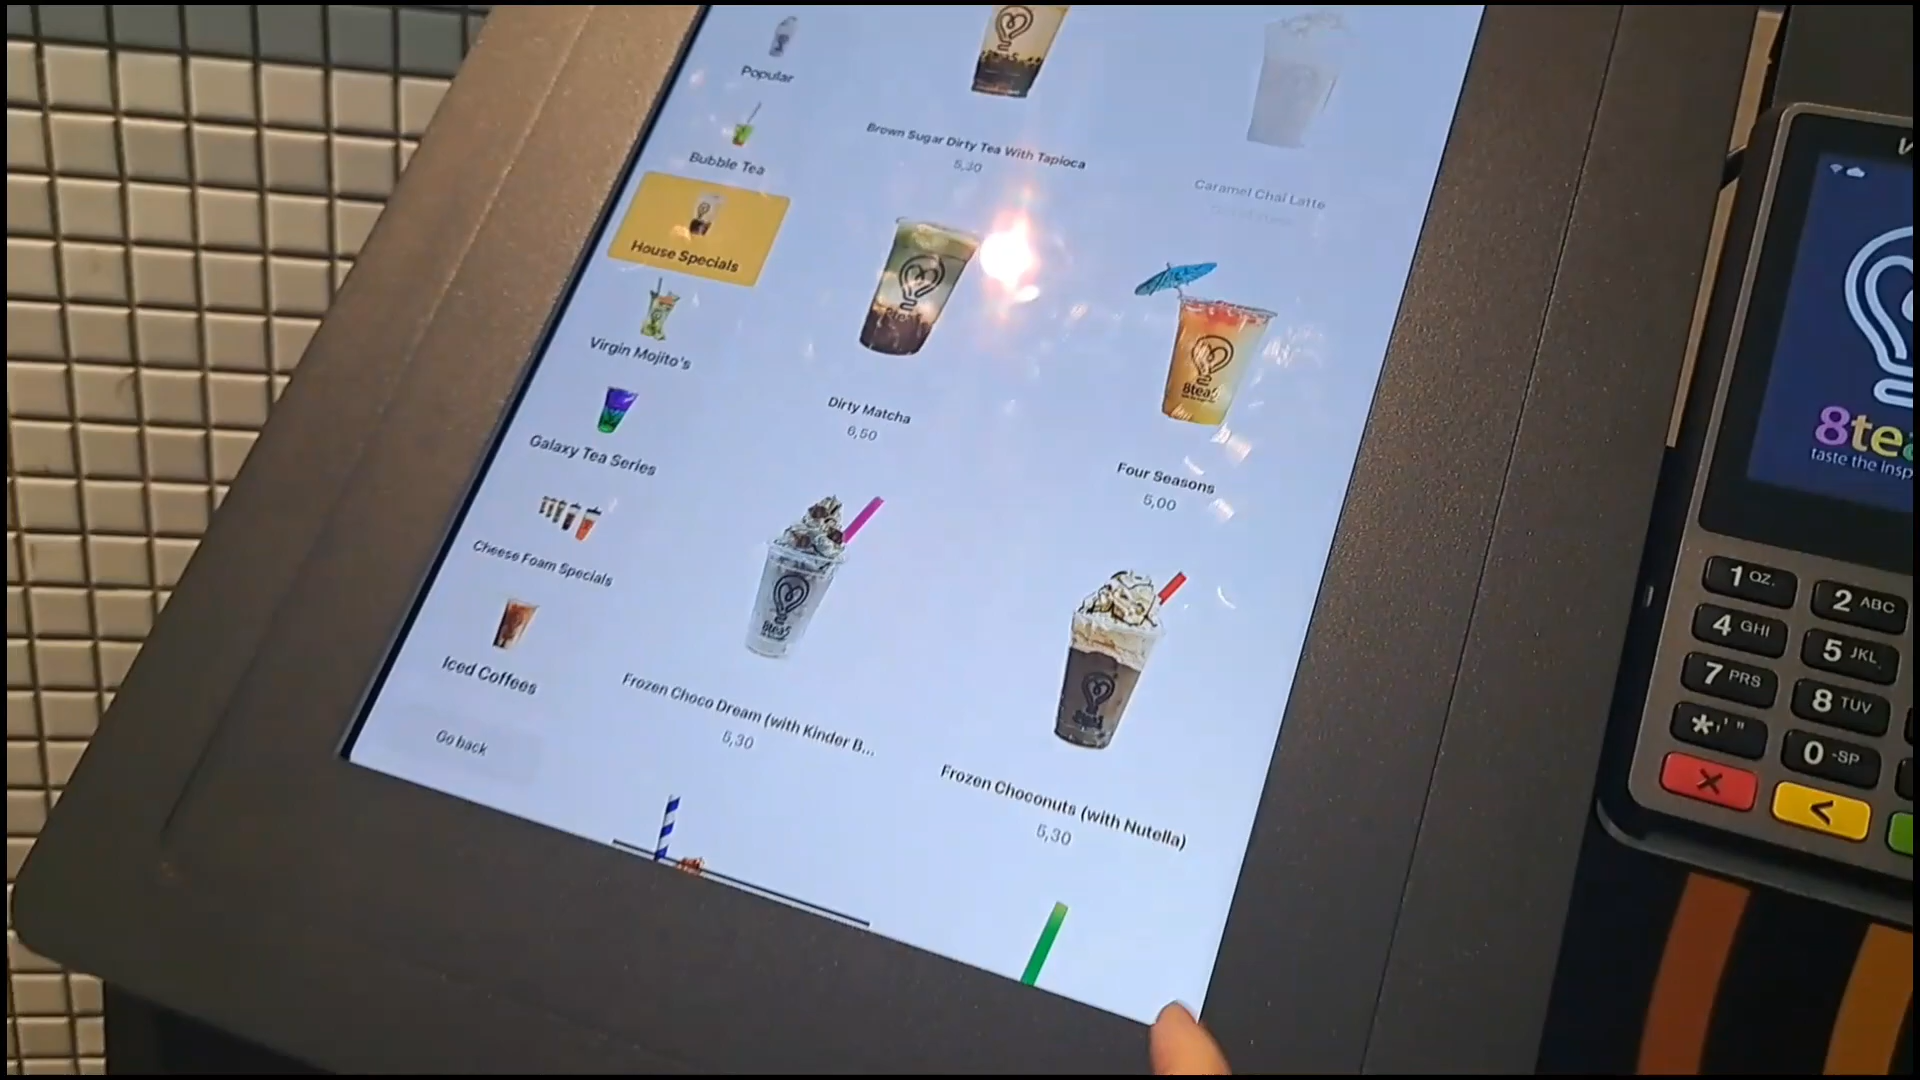 Popular
Bubble Tea
House Specials
Virgin Mojito's
Galaxy Tea Series
Cheese Foam Specials
Iced Coffees
Go back
Brown Sugar Dirty Tea With Tapioca
5,30
Caramel Chai Latte
Dirty Matcha
6,50
Four Seasons
5,00
8tea5
Frozen Choco Dream (with Kinder B...
5,30
8tea5
Frozen Choconuts (with Nutella)
5,30
taste the insp
1 QZ.
2 ABC
4 GHI
5 JKL
7 PRS
8 TUV
*,'"
0 -SP
X
<